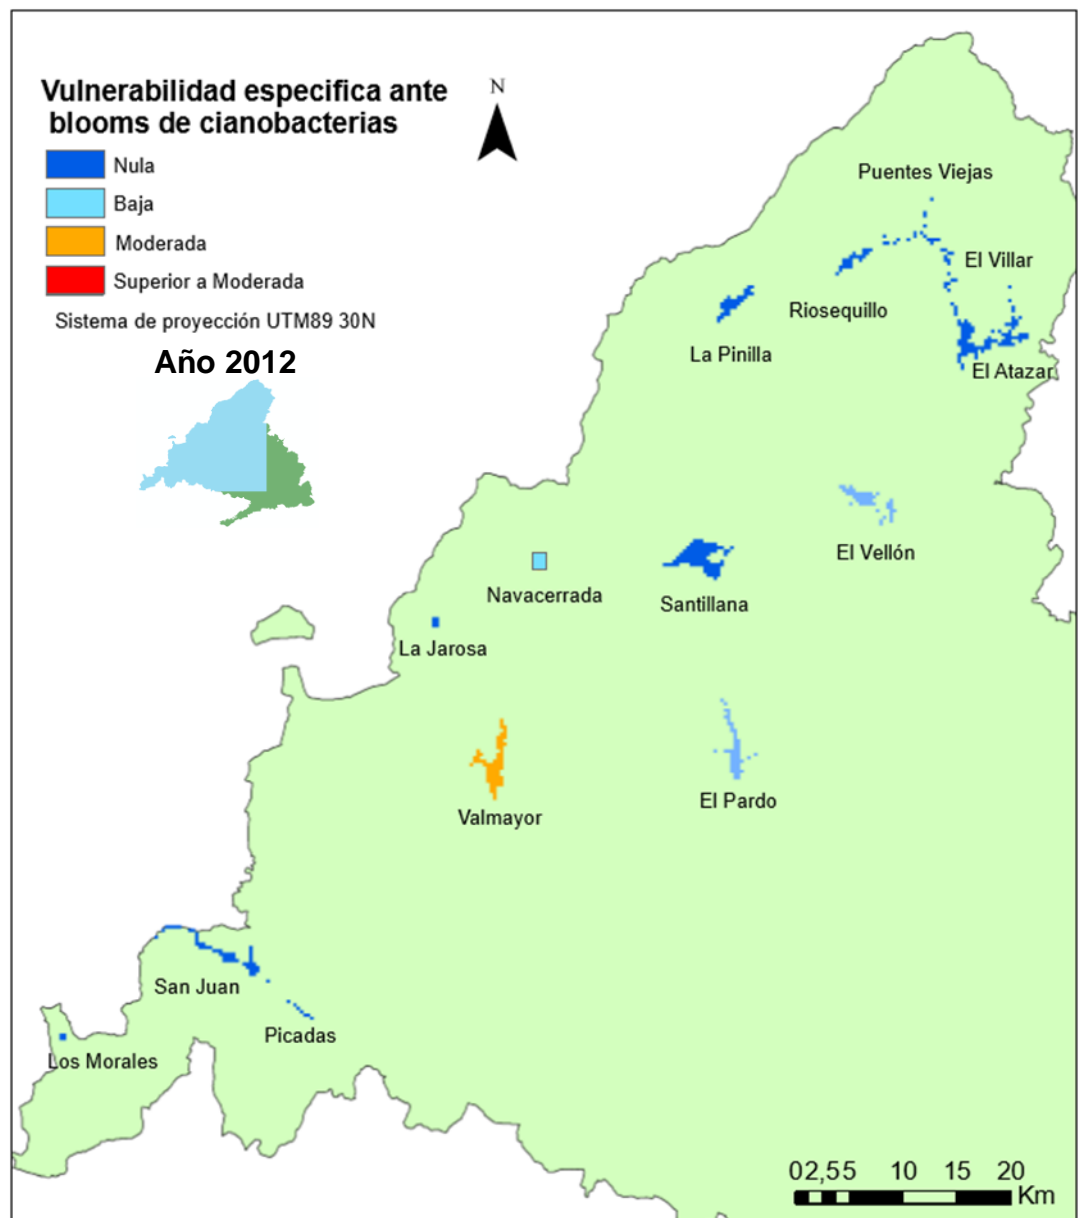 Vulnerabilidad especifica ante
blooms de cianobacterias
Nula
Baja
Moderada
Superior a Moderada
Sistema de proyección UTM89 30N
Año 2012
N
Puentes Viejas
El Villar
Riosequillo
La Pinilla
El Atazar
El Vellón
Navacerrada
Santillana
La Jarosa
El Pardo
Valmayor
San Juan
Picadas
Los Morales
02,55 10 15 20
Km